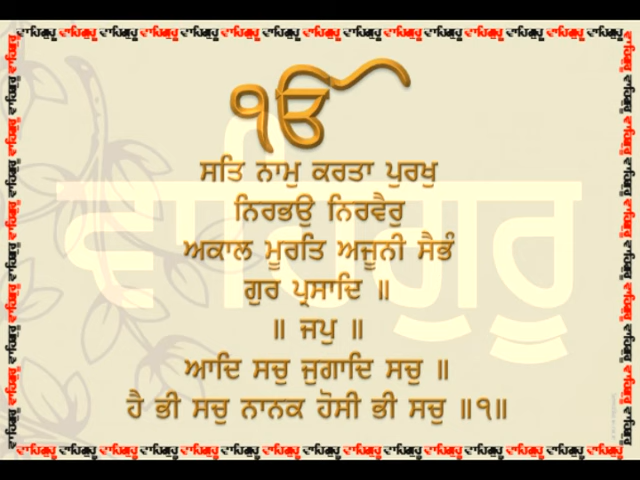 ੴ
ਸਤਿ ਨਾਮੁ ਕਰਤਾ ਪੁਰਖੁ
ਨਿਰਭਉ ਨਿਰਵੈਰੁ
ਅਕਾਲ ਮੂਰਤਿ ਅਜੂਨੀ ਸੈਭੰ
ਗੁਰ ਪ੍ਰਸਾਦਿ ॥
॥ ਜਪੁ ॥
ਆਦਿ ਸਚੁ ਜੁਗਾਦਿ ਸਚੁ ॥
ਹੈ ਭੀ ਸਚੁ ਨਾਨਕ ਹੋਸੀ ਭੀ ਸਚੁ ॥੧॥
ਵਾਹਿਗੁਰੂ